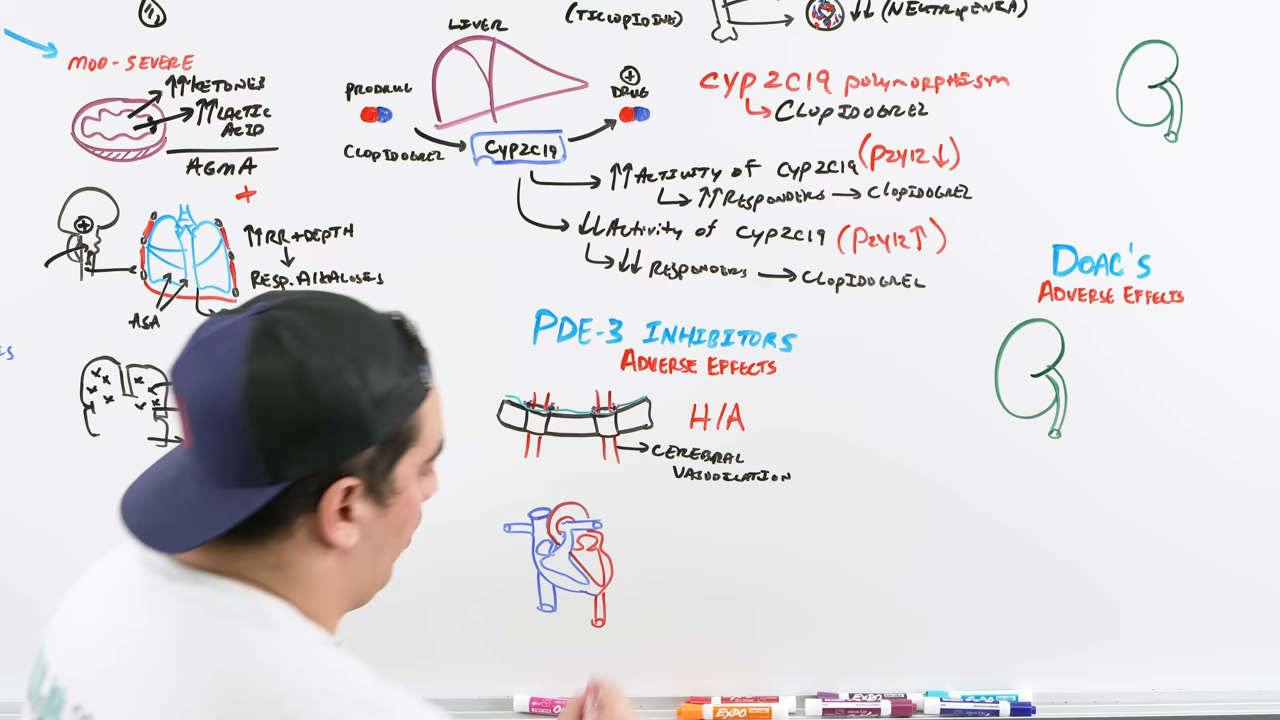 (TICLOPIDINE)
↓↓ (NEUTROPENIA)
LIVER
MOD-SEVERE
↑↑KETONES
↑↑LACTIC
ACID
AGMA
+
PRODRUG
CLOPIDOGREL
CYP2C19
+
DRUG
CYP2C19 POLYMORPHISM
CLOPIDOGREL
↑↑ ACTIVITY OF CYP2C19 (P2Y12↓)
↑↑ RESPONDERS → CLOPIDOGREL
↓↓ ACTIVITY OF CYP2C19 (P2Y12↑)
↓↓ RESPONDERS → CLOPIDOGREL
+
↑↑RR+DEPTH
↓
RESP. ALKALOSIS
ASA
PDE-3 INHIBITORS
ADVERSE EFFECTS
H/A
CEREBRAL
VASODILATION
DOAC'S
ADVERSE EFFECTS
EXPO